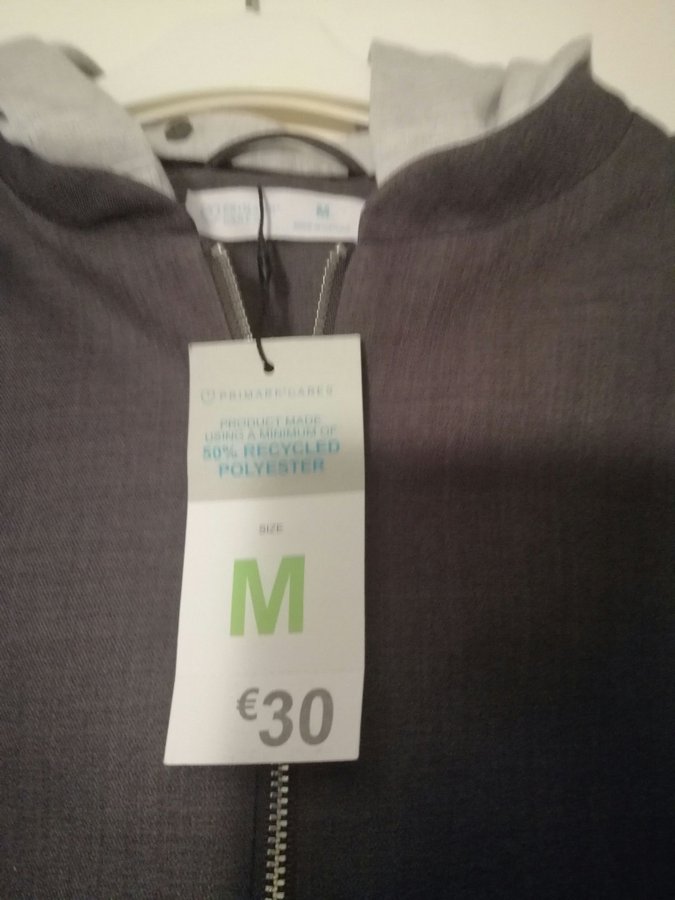 M
PRIMARK CARES
PRODUCT MADE
USING A MINIMUM OF
50% RECYCLED
POLYESTER
SIZE
M
€30